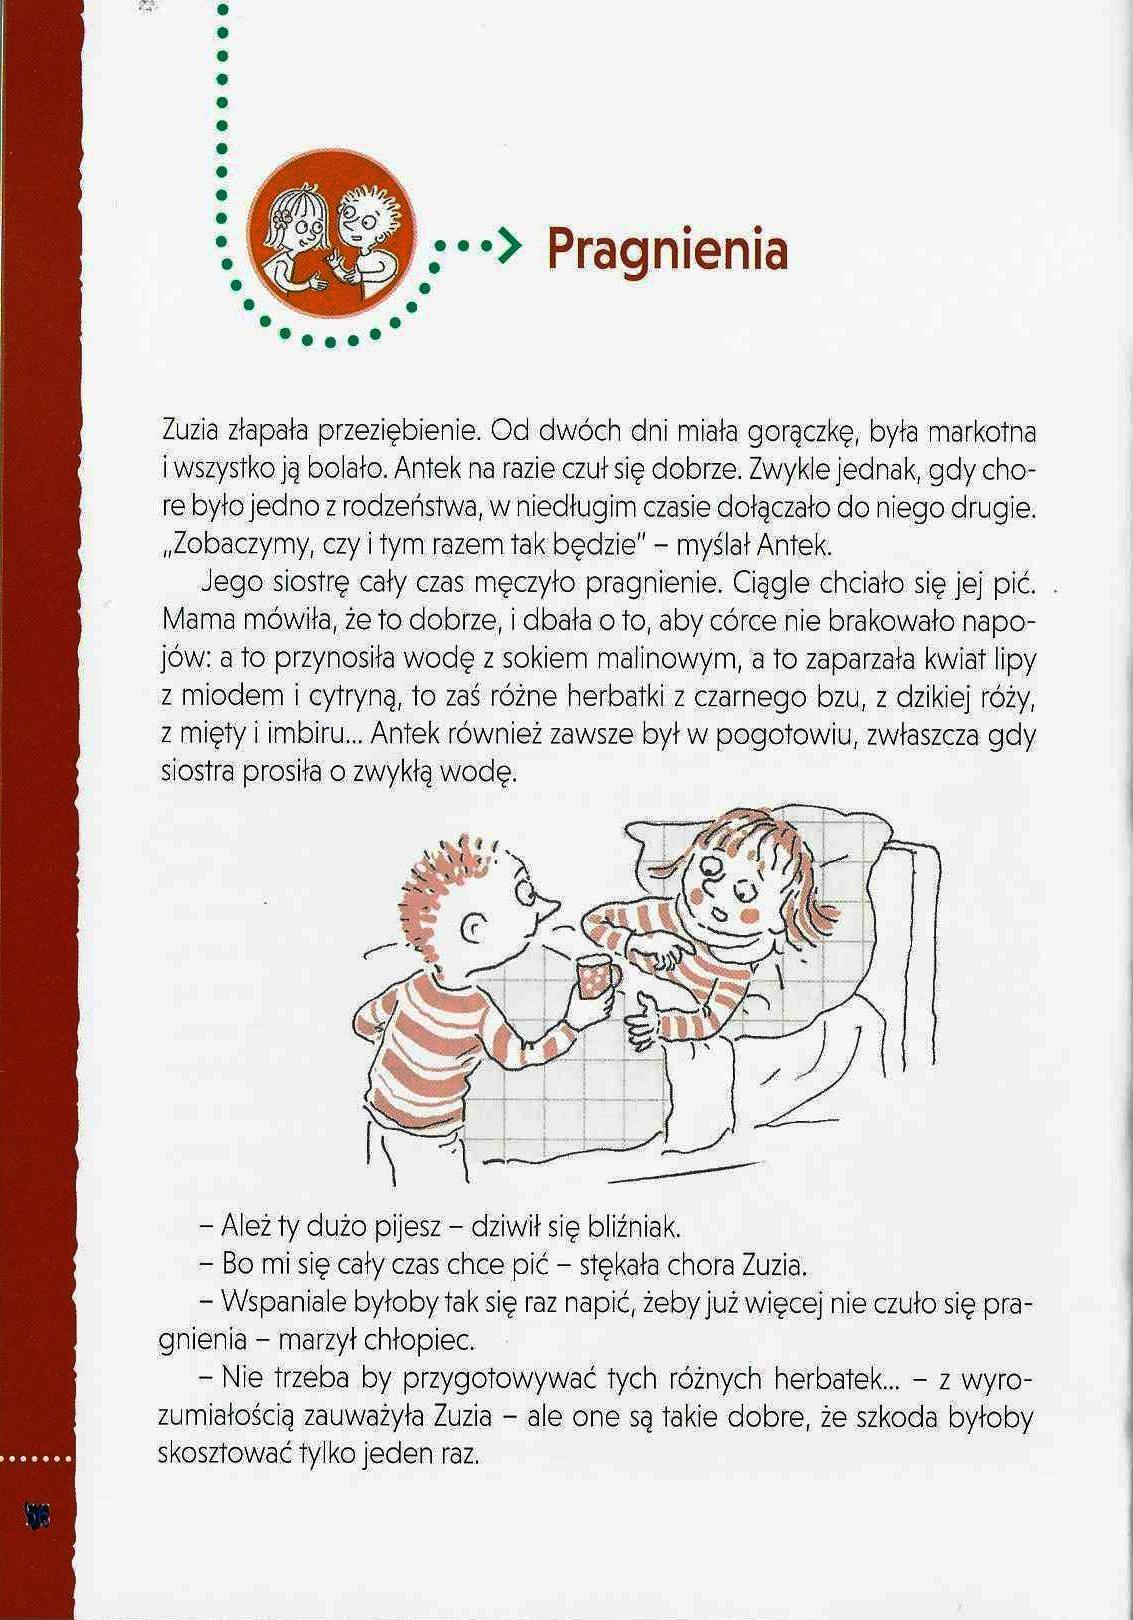 Pragnienia
Zuzia złapała przeziębienie. Od dwóch dni miała gorączkę, była markotna
i wszystko ją bolało. Antek na razie czuł się dobrze. Zwykle jednak, gdy cho-
re było jedno z rodzeństwa, w niedługim czasie dołączało do niego drugie.
„Zobaczymy, czy i tym razem tak będzie" – myślał Antek.
Jego siostrę cały czas męczyło pragnienie. Ciągle chciało się jej pić.
Mama mówiła, że to dobrze, i dbała o to, aby córce nie brakowało napo-
jów: a to przynosiła wodę z sokiem malinowym, a to zaparzała kwiat lipy
z miodem i cytryną, to zaś różne herbatki z czarnego bzu, z dzikiej róży,
z mięty i imbiru... Antek również zawsze był w pogotowiu, zwłaszcza gdy
siostra prosiła o zwykłą wodę.
– Ależ ty dużo pijesz – dziwił się bliźniak.
– Bo mi się cały czas chce pić – stękała chora Zuzia.
– Wspaniale byłoby tak się raz napić, żeby już więcej nie czuło się pra-
gnienia – marzył chłopiec.
– Nie trzeba by przygotowywać tych różnych herbatek... – z wyro-
zumiałością zauważyła Zuzia – ale one są takie dobre, że szkoda byłoby
skosztować tylko jeden raz.